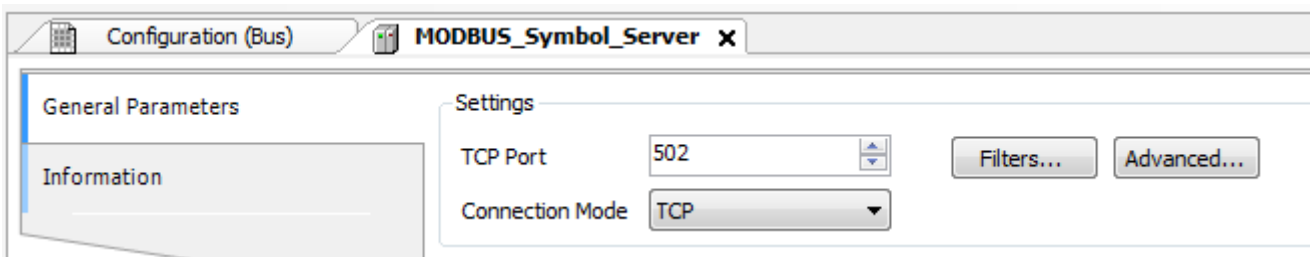 Configuration (Bus) MODBUS_Symbol_Server x
General Parameters
Information
Settings
TCP Port 502 Filters... Advanced...
Connection Mode TCP